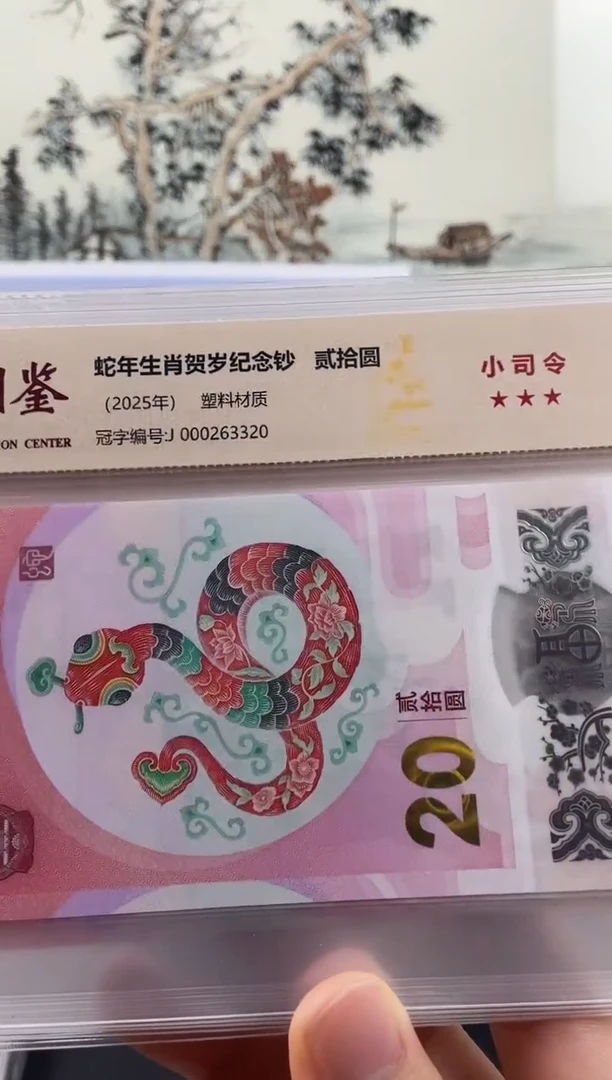 鉴
ON CENTER
蛇年生肖贺岁纪念钞 贰拾圆
(2025年) 塑料材质
冠字编号:J 000263320
小司令
★★★
贰拾圆
20
福